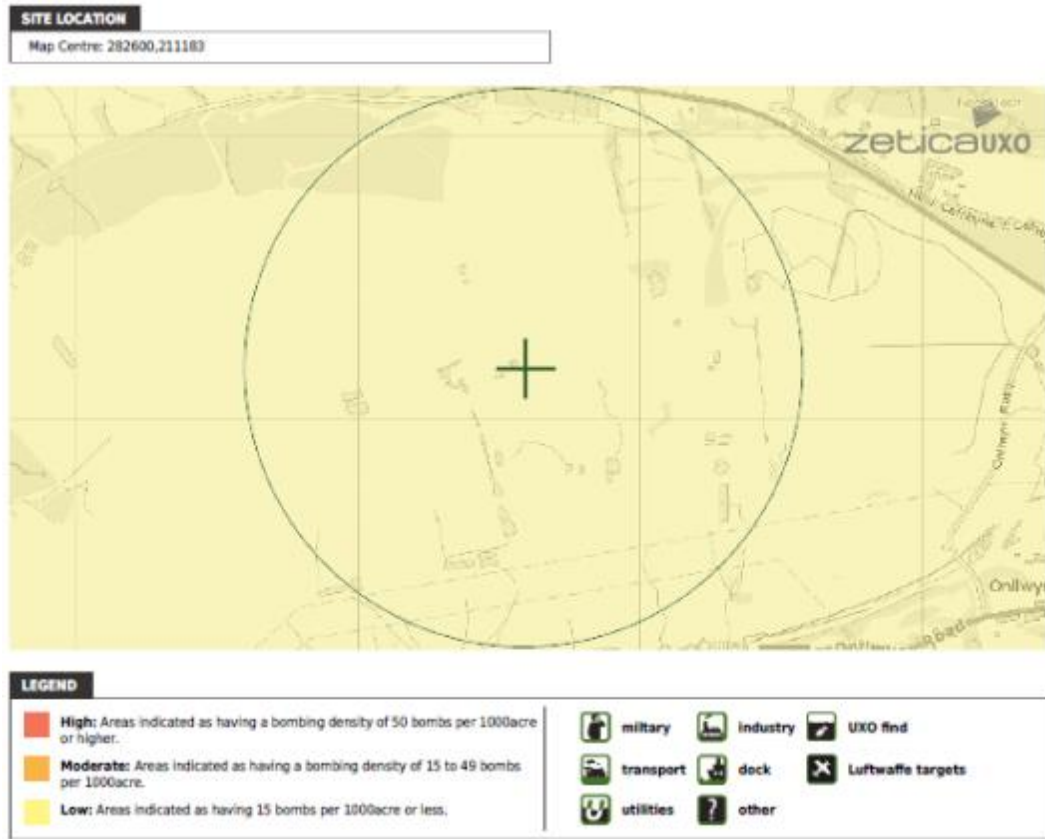 SITE LOCATION
Map Centre: 282600,211183
zeticauxo
Onllwyn Road
Onllwyn
Road
LEGEND
High: Areas indicated as having a bombing density of 50 bombs per 1000acre
or higher.
Moderate: Areas indicated as having a bombing density of 15 to 49 bombs
per 1000acre.
Low: Areas indicated as having 15 bombs per 1000acre or less.
military
industry
UXO find
transport
dock
Luftwaffe targets
utilities
other